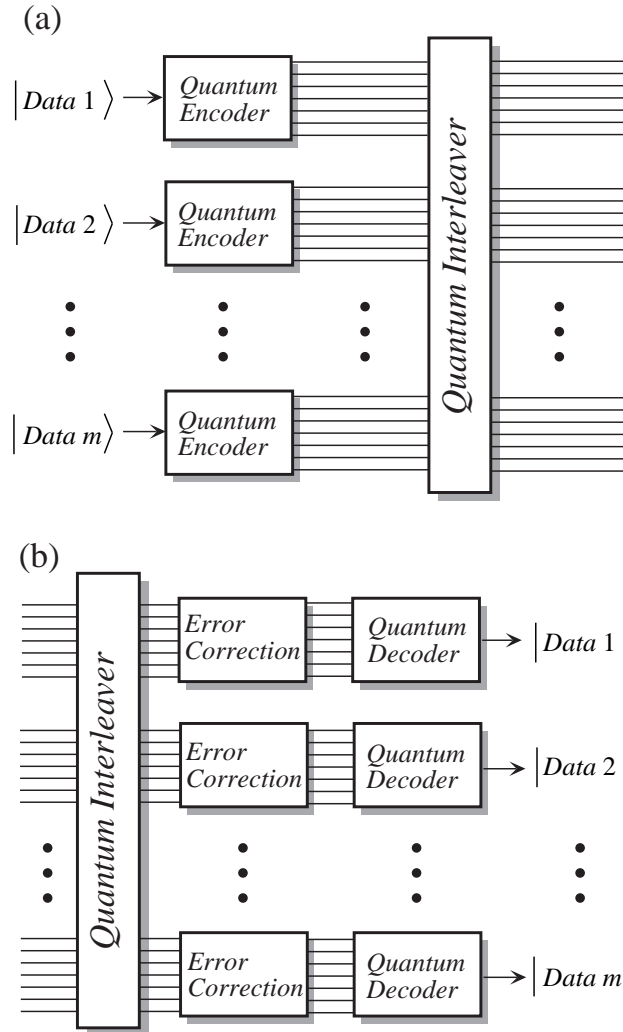 (a)
|Data 1⟩
Quantum
Encoder
|Data 2⟩
Quantum
Encoder
|Data m⟩
Quantum
Encoder
Quantum Interleaver
(b)
Quantum Interleaver
Error
Correction
Quantum
Decoder
|Data 1
Error
Correction
Quantum
Decoder
|Data 2
Error
Correction
Quantum
Decoder
|Data m